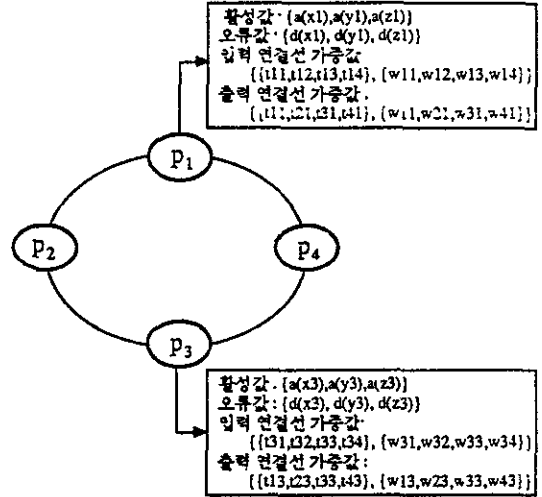 활성값 · {a(x1),a(y1),a(z1)}
오류값 : {d(x1), d(y1), d(z1)}
입력 연결선 가중값
{{t11,t12,t13,t14}, {w11,w12,w13,w14}}
출력 연결선 가중값 .
{{t11,t21,t31,t41}, {w11,w21,w31,w41}}
p1
p2
p4
p3
활성값 . {a(x3),a(y3),a(z3)}
오류값 : {d(x3), d(y3), d(z3)}
입력 연결선 가중값·
{{t31,t32,t33,t34}, {w31,w32,w33,w34}}
출력 연결선 가중값 :
{{t13,t23,t33,t43}, {w13,w23,w33,w43}}